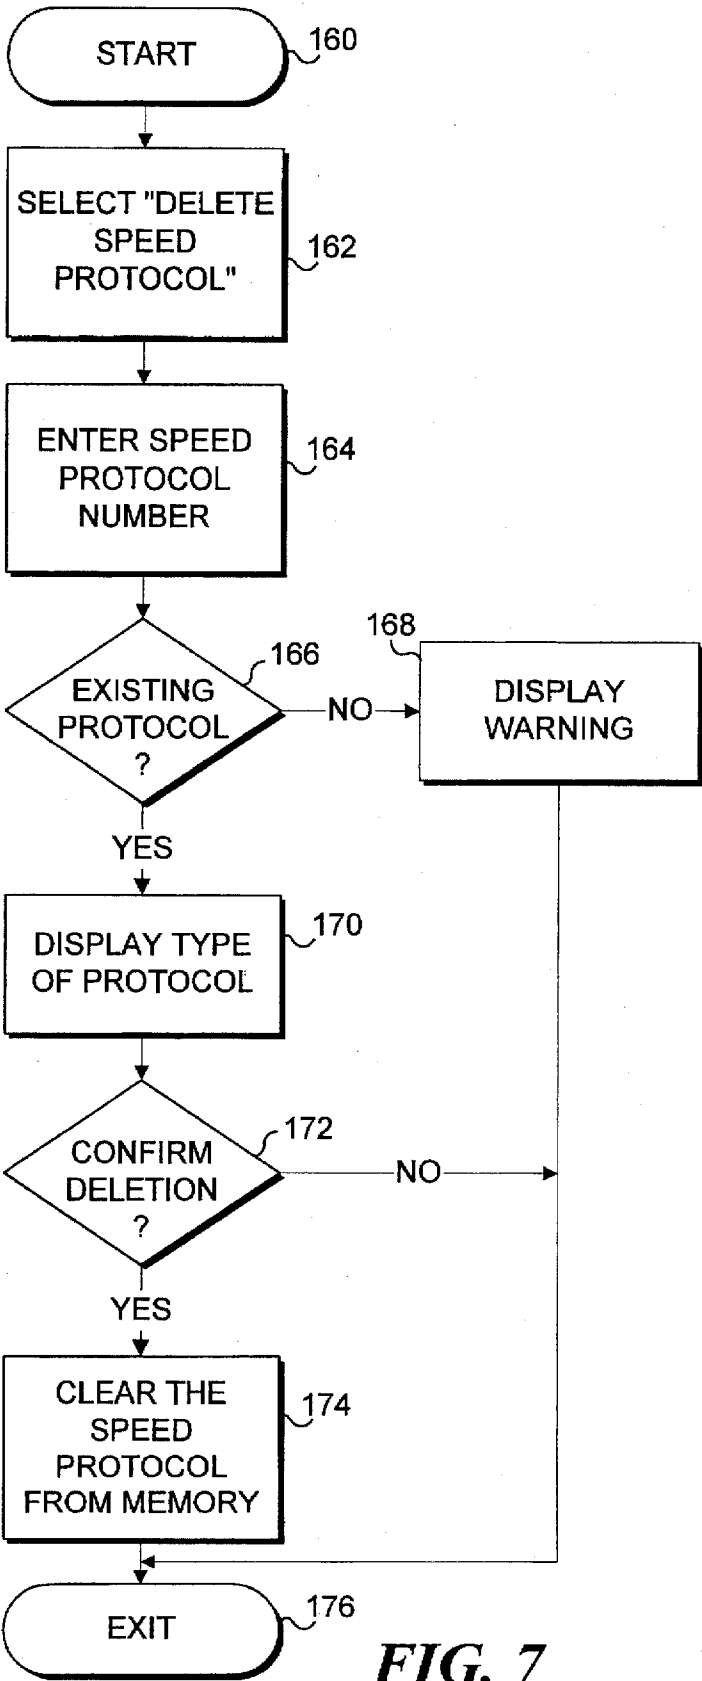 START
160
SELECT "DELETE
SPEED
PROTOCOL"
162
ENTER SPEED
PROTOCOL
NUMBER
164
EXISTING
PROTOCOL
?
166
NO
168
DISPLAY
WARNING
YES
DISPLAY TYPE
OF PROTOCOL
170
CONFIRM
DELETION
?
172
NO
YES
CLEAR THE
SPEED
PROTOCOL
FROM MEMORY
174
EXIT
176
FIG. 7